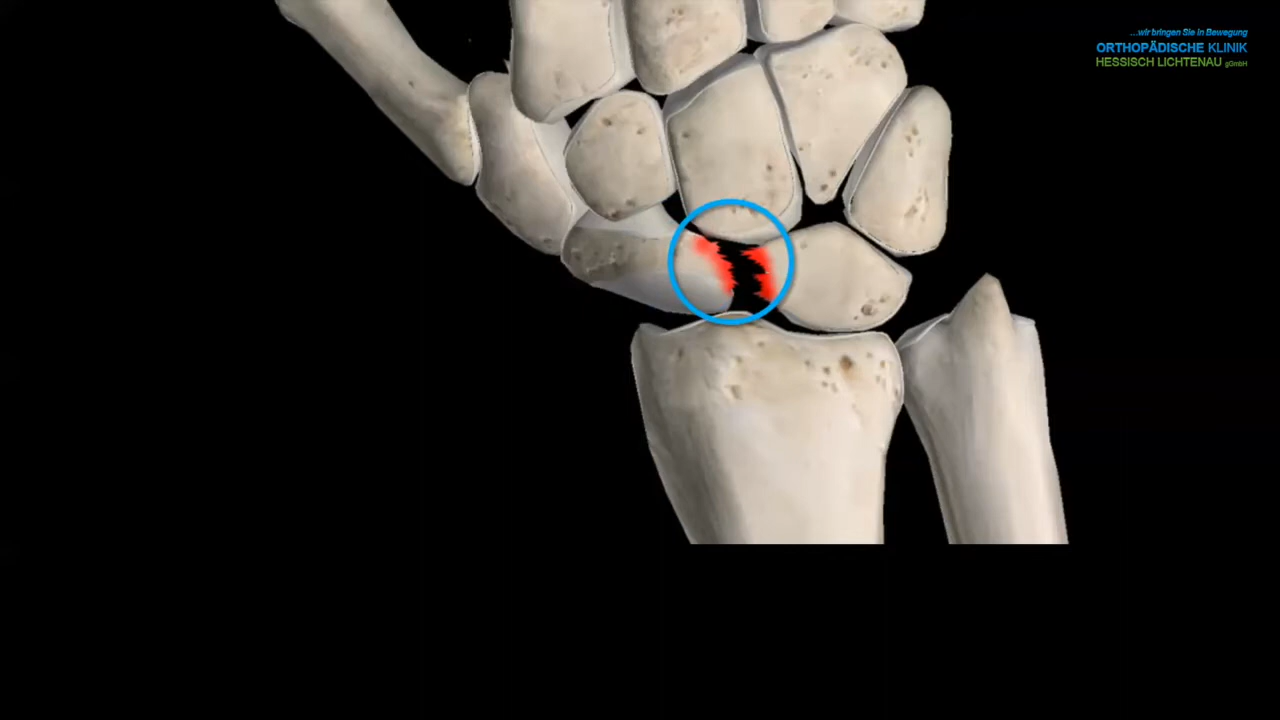 ...wir bringen Sie in Bewegung
ORTHOPÄDISCHE KLINIK
HESSISCH LICHTENAU gGmbH